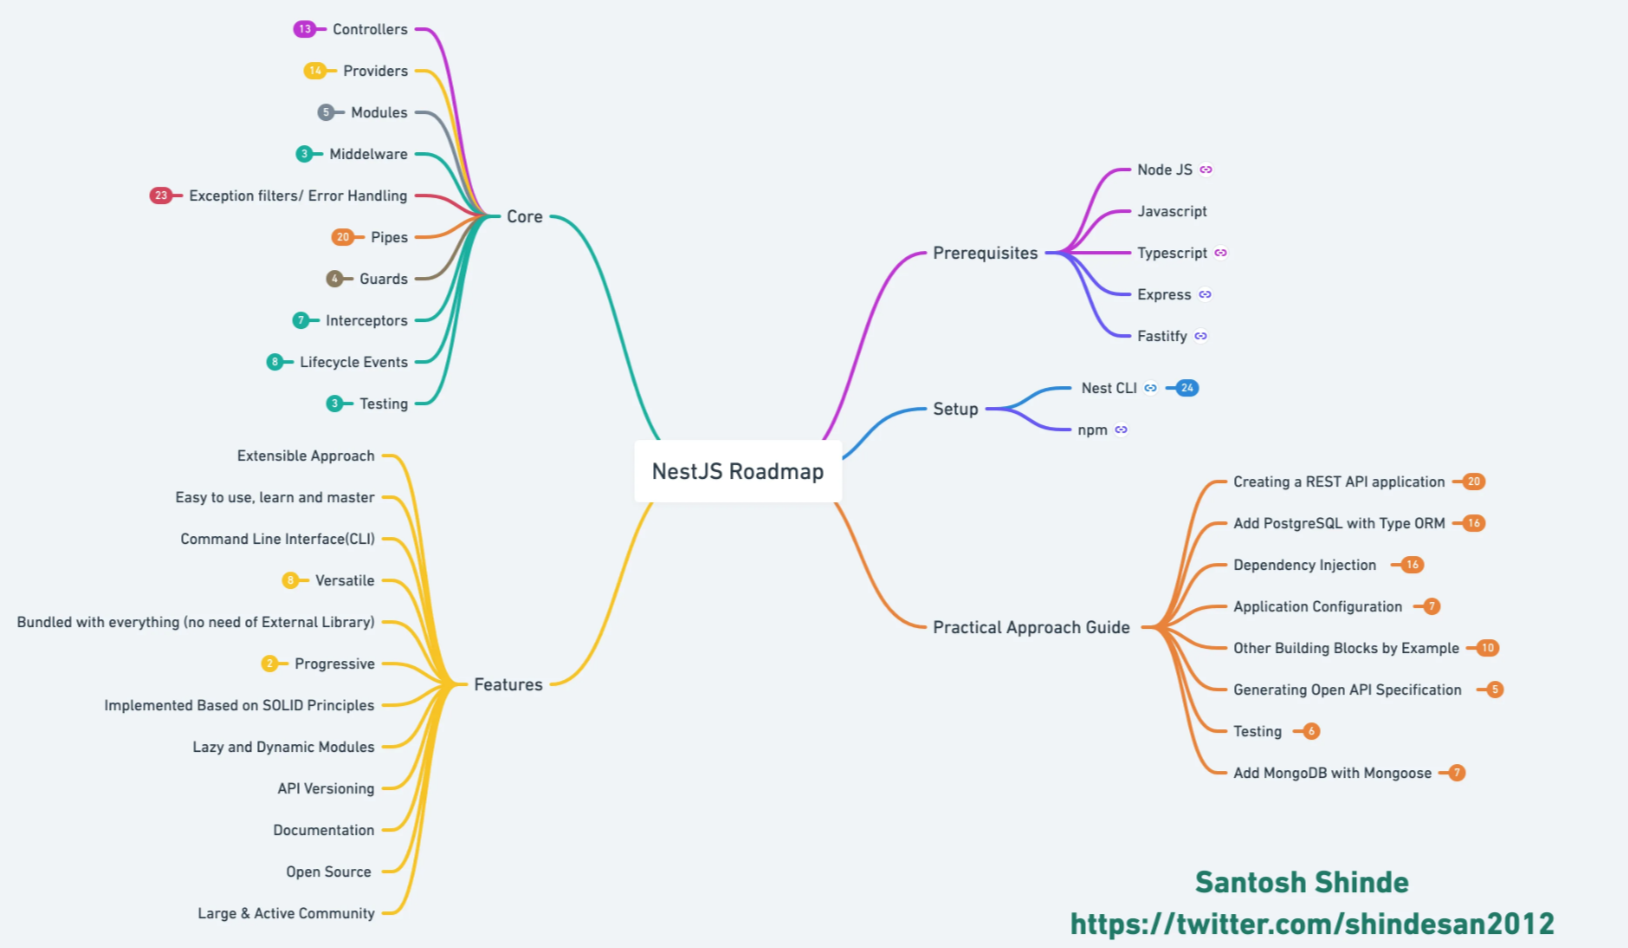 NestJS Roadmap
Core
13 Controllers
14 Providers
5 Modules
3 Middelware
23 Exception filters/ Error Handling
20 Pipes
4 Guards
7 Interceptors
8 Lifecycle Events
3 Testing
Features
Extensible Approach
Easy to use, learn and master
Command Line Interface(CLI)
8 Versatile
Bundled with everything (no need of External Library)
2 Progressive
Implemented Based on SOLID Principles
Lazy and Dynamic Modules
API Versioning
Documentation
Open Source
Large & Active Community
Prerequisites
Node JS
Javascript
Typescript
Express
Fastitfy
Setup
Nest CLI 24
npm
Practical Approach Guide
Creating a REST API application 20
Add PostgreSQL with Type ORM 16
Dependency Injection 16
Application Configuration 7
Other Building Blocks by Example 10
Generating Open API Specification 5
Testing 6
Add MongoDB with Mongoose 7
Santosh Shinde
https://twitter.com/shindesan2012